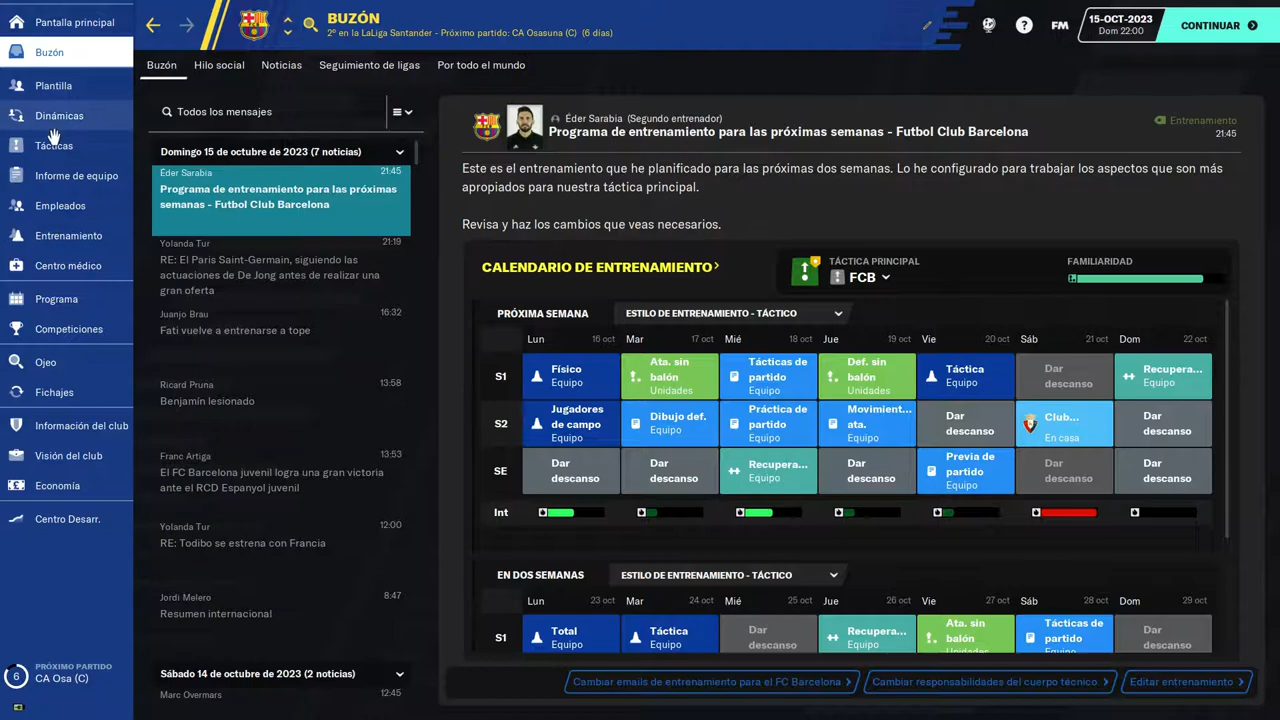 Pantalla principal
Buzón
Plantilla
Dinámicas
Tácticas
Informe de equipo
Empleados
Entrenamiento
Centro médico
Programa
Competiciones
Ojeo
Fichajes
Información del club
Visión del club
Economía
Centro Desarr.
6
PRÓXIMO PARTIDO
CA Osa (C)
BUZÓN
2º en la LaLiga Santander - Próximo partido: CA Osasuna (C) (6 días)
?
FM
15-OCT-2023
Dom 22:00
CONTINUAR
Buzón
Hilo social
Noticias
Seguimiento de ligas
Por todo el mundo
Todos los mensajes
Domingo 15 de octubre de 2023 (7 noticias)
Éder Sarabia 21:45
Programa de entrenamiento para las próximas
semanas - Futbol Club Barcelona
Yolanda Tur 21:19
RE: El Paris Saint-Germain, siguiendo las
actuaciones de De Jong antes de realizar una
gran oferta
Juanjo Brau 16:32
Fati vuelve a entrenarse a tope
Ricard Pruna 13:58
Benjamín lesionado
Franc Artiga 13:53
El FC Barcelona juvenil logra una gran victoria
ante el RCD Espanyol juvenil
Yolanda Tur 12:00
RE: Todibo se estrena con Francia
Jordi Melero 8:47
Resumen internacional
Sábado 14 de octubre de 2023 (2 noticias)
Marc Overmars 12:45
Éder Sarabia (Segundo entrenador)
Programa de entrenamiento para las próximas semanas - Futbol Club Barcelona
Entrenamiento
21:45
Este es el entrenamiento que he planificado para las próximas dos semanas. Lo he configurado para trabajar los aspectos que son más
apropiados para nuestra táctica principal.
Revisa y haz los cambios que veas necesarios.
CALENDARIO DE ENTRENAMIENTO
TÁCTICA PRINCIPAL
FCB
FAMILIARIDAD
PRÓXIMA SEMANA
ESTILO DE ENTRENAMIENTO - TÁCTICO
Lun 16 oct Mar 17 oct Mié 18 oct Jue 19 oct Vie 20 oct Sáb 21 oct Dom 22 oct
S1
Físico
Equipo
Ata. sin
balón
Unidades
Tácticas de
partido
Equipo
Def. sin
balón
Unidades
Táctica
Equipo
Dar
descanso
Recupera...
Equipo
S2
Jugadores
de campo
Equipo
Dibujo def.
Equipo
Práctica de
partido
Equipo
Movimient...
ata.
Equipo
Dar
descanso
Club...
En casa
Dar
descanso
SE
Dar
descanso
Dar
descanso
Recupera...
Equipo
Dar
descanso
Previa de
partido
Equipo
Dar
descanso
Dar
descanso
Int
EN DOS SEMANAS
ESTILO DE ENTRENAMIENTO - TÁCTICO
Lun 23 oct Mar 24 oct Mié 25 oct Jue 26 oct Vie 27 oct Sáb 28 oct Dom 29 oct
S1
Total
Equipo
Táctica
Equipo
Dar
descanso
Recupera...
Equipo
Ata. sin
balón
Unidades
Tácticas de
partido
Equipo
Dar
descanso
Cambiar emails de entrenamiento para el FC Barcelona
Cambiar responsabilidades del cuerpo técnico
Editar entrenamiento